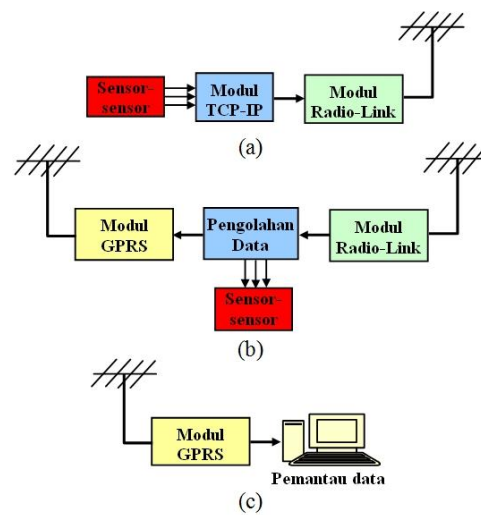 Sensor-
sensor
Modul
TCP-IP
Modul
Radio-Link
(a)
Modul
GPRS
Pengolahan
Data
Modul
Radio-Link
Sensor-
sensor
(b)
Modul
GPRS
Pemantau data
(c)